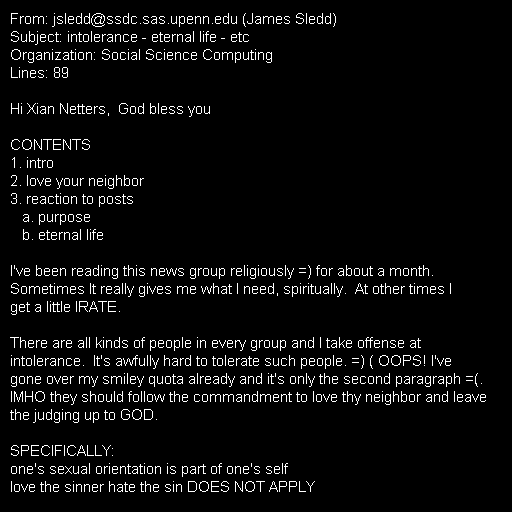 From: jsledd@ssdc.sas.upenn.edu (James Sledd)
Subject: intolerance - eternal life - etc
Organization: Social Science Computing
Lines: 89

Hi Xian Netters,  God bless you

CONTENTS
1. intro
2. love your neighbor
3. reaction to posts
   a. purpose
   b. eternal life

I've been reading this news group religiously =) for about a month.
Sometimes It really gives me what I need, spiritually.  At other times I
get a little IRATE.

There are all kinds of people in every group and I take offense at
intolerance.  It's awfully hard to tolerate such people. =) ( OOPS! I've
gone over my smiley quota already and it's only the second paragraph =(.
IMHO they should follow the commandment to love thy neighbor and leave
the judging up to GOD.

SPECIFICALLY:
one's sexual orientation is part of one's self
love the sinner hate the sin DOES NOT APPLY